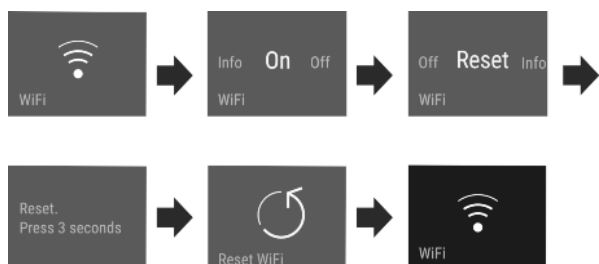 WiFi
Info On Off
WiFi
Off Reset Info
WiFi
Reset.
Press 3 seconds
Reset WiFi
WiFi